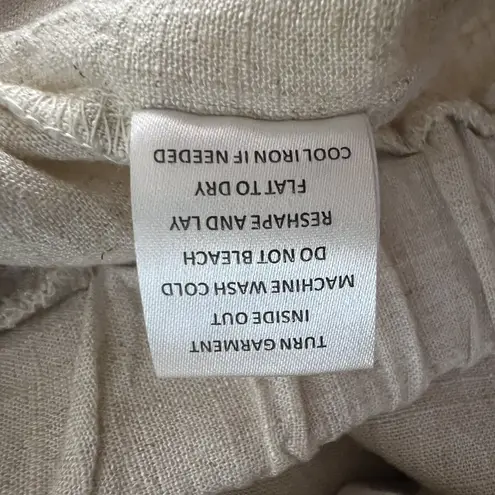 TURN GARMENT
INSIDE OUT
MACHINE WASH COLD
DO NOT BLEACH
RESHAPE AND LAY
FLAT TO DRY
COOL IRON IF NEEDED